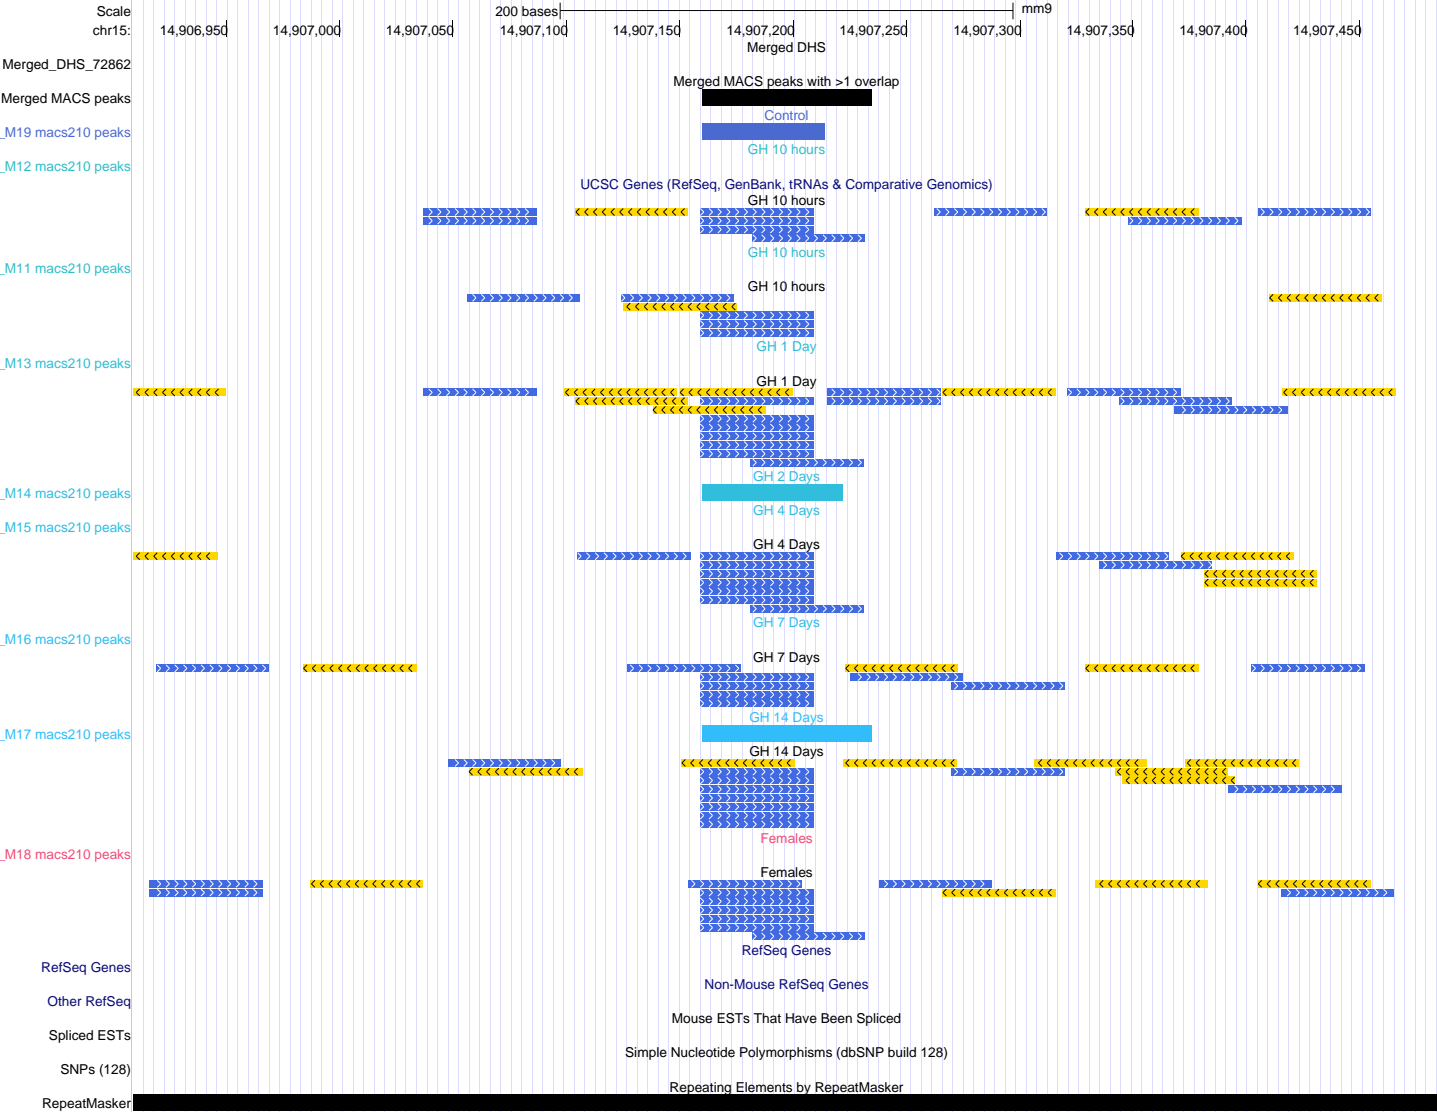 Scale 200 bases mm9
chr15: 14,906,950 14,907,000 14,907,050 14,907,100 14,907,150 14,907,200 14,907,250 14,907,300 14,907,350 14,907,400 14,907,450
Merged DHS
Merged_DHS_72862
Merged MACS peaks with >1 overlap
Merged MACS peaks
Control
_M19 macs210 peaks
GH 10 hours
_M12 macs210 peaks
UCSC Genes (RefSeq, GenBank, tRNAs & Comparative Genomics)
GH 10 hours
GH 10 hours
_M11 macs210 peaks
GH 10 hours
GH 1 Day
_M13 macs210 peaks
GH 1 Day
GH 2 Days
_M14 macs210 peaks
GH 4 Days
_M15 macs210 peaks
GH 4 Days
GH 7 Days
_M16 macs210 peaks
GH 7 Days
GH 14 Days
_M17 macs210 peaks
GH 14 Days
Females
_M18 macs210 peaks
Females
RefSeq Genes
RefSeq Genes
Non-Mouse RefSeq Genes
Other RefSeq
Mouse ESTs That Have Been Spliced
Spliced ESTs
Simple Nucleotide Polymorphisms (dbSNP build 128)
SNPs (128)
Repeating Elements by RepeatMasker
RepeatMasker